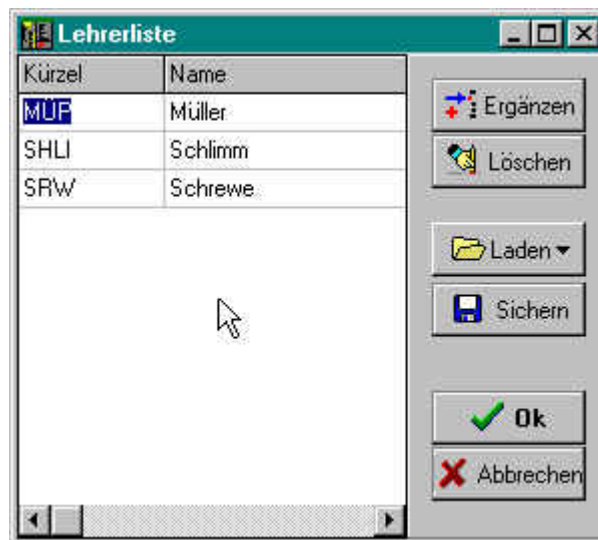 Lehrerliste
Kürzel Name
MÜP Müller
SHLI Schlimm
SRW Schrewe
Ergänzen
Löschen
Laden
Sichern
Ok
Abbrechen